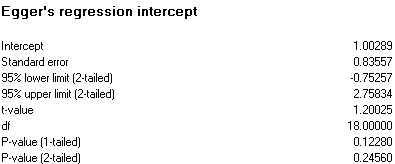 Egger's regression intercept
Intercept 1.00289
Standard error 0.83557
95% lower limit (2-tailed) -0.75257
95% upper limit (2-tailed) 2.75834
t-value 1.20025
df 18.00000
P-value (1-tailed) 0.12280
P-value (2-tailed) 0.24560